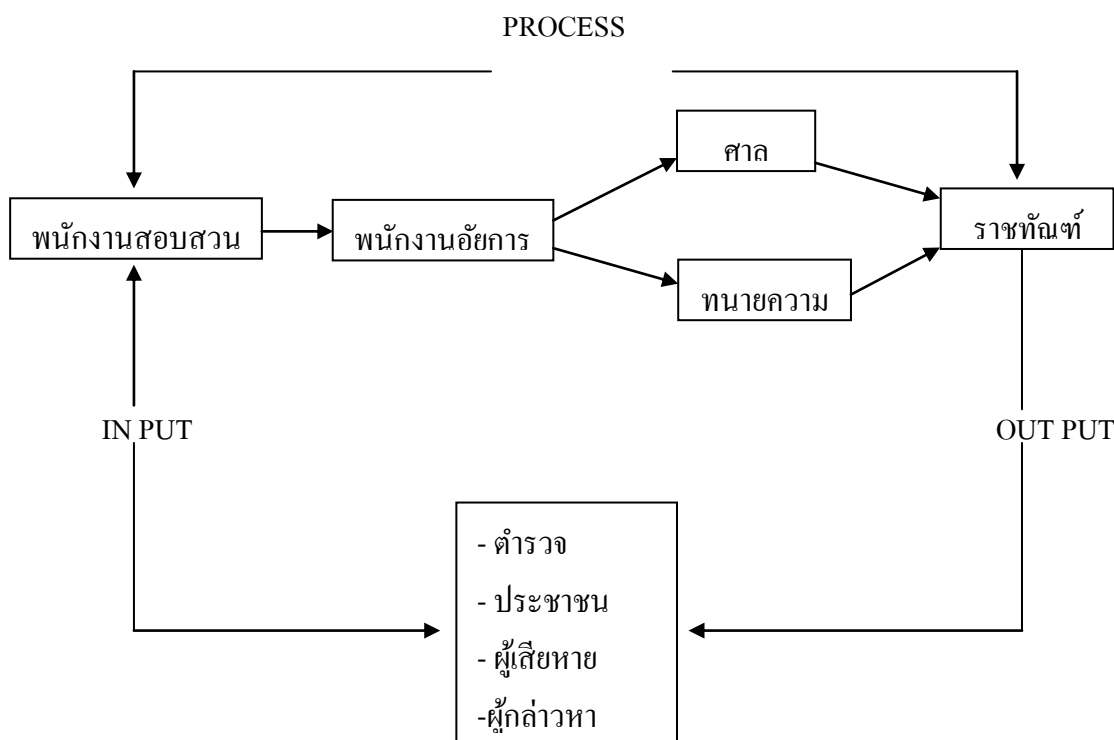 PROCESS
ศาล
พนักงานสอบสวน
พนักงานอัยการ
ราชทัณฑ์
ทนายความ
IN PUT
OUT PUT
- ตำรวจ
- ประชาชน
- ผู้เสียหาย
-ผู้กล่าวหา